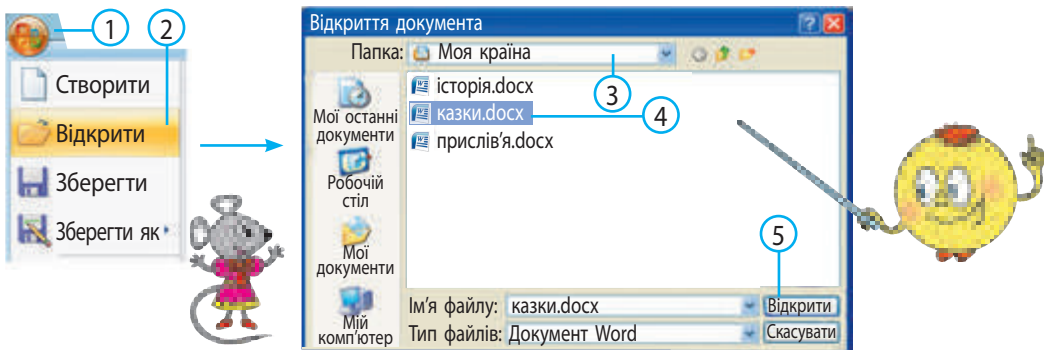 1
2
Створити
Відкрити
Зберегти
Зберегти як
Відкриття документа
Папка: Моя країна
3
Мої останні документи
Робочій стіл
Мої документи
Мій комп'ютер
історія.docx
казки.docx
4
прислів'я.docx
5
Ім'я файлу: казки.docx
Відкрити
Тип файлів: Документ Word
Скасувати